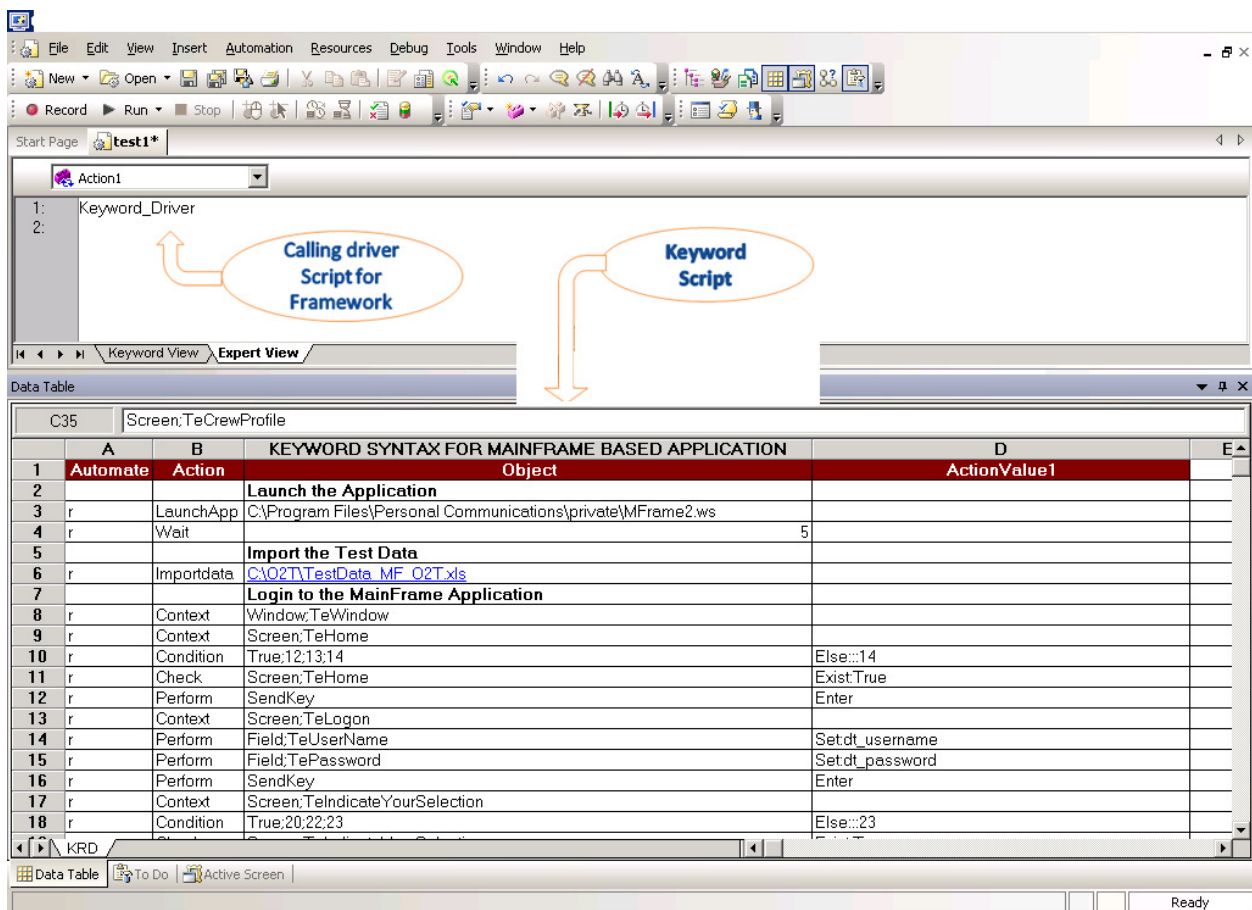 File Edit View Insert Automation Resources Debug Tools Window Help
New Open
Record Run Stop
Start Page test1*
Action1
1: Keyword_Driver
2:
Calling driver
Script for
Framework
Keyword
Script
Keyword View Expert View
Data Table
C35 Screen;TeCrewProfile
A B KEYWORD SYNTAX FOR MAINFRAME BASED APPLICATION D E
1 Automate Action Object ActionValue1
2 Launch the Application
3 r LaunchApp C:\Program Files\Personal Communications\private\MFrame2.ws
4 r Wait 5
5 Import the Test Data
6 r Importdata C:\O2T\TestData_MF_O2T.xls
7 Login to the MainFrame Application
8 r Context Window;TeWindow
9 r Context Screen;TeHome
10 r Condition True;12;13;14 Else:::14
11 r Check Screen;TeHome Exist:True
12 r Perform SendKey Enter
13 r Context Screen;TeLogon
14 r Perform Field;TeUserName Set:dt_username
15 r Perform Field;TePassword Set:dt_password
16 r Perform SendKey Enter
17 r Context Screen;TeIndicateYourSelection
18 r Condition True;20;22;23 Else:::23
KRD
Data Table To Do Active Screen
Ready